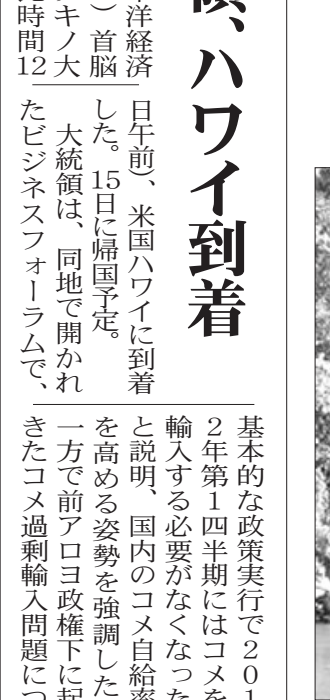 領、ハワイ到着
洋経済
）首脳
キノ大
時間12
日午前）、米国ハワイに到着
した。15日に帰国予定。
大統領は、同地で開かれ
たビジネスフォーラムで、
基本的な政策実行で２０１
２年第１四半期にはコメを
輸入する必要がなくなった
と説明、国内のコメ自給率
を高める姿勢を強調した
一方で前アロヨ政権下に起
きたコメ過剰輸入問題につ